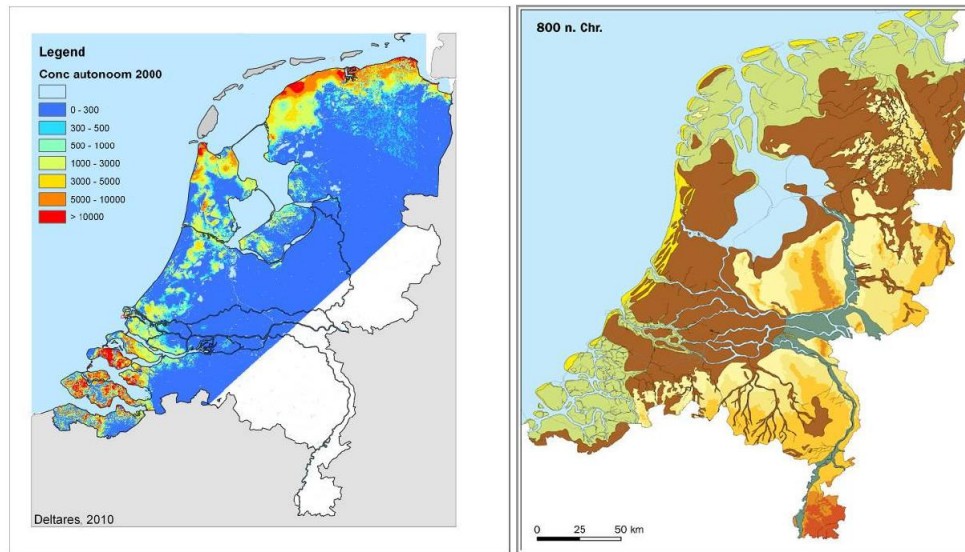 Legend
Conc autonoom 2000
0 - 300
300 - 500
500 - 1000
1000 - 3000
3000 - 5000
5000 - 10000
> 10000
Deltares, 2010
800 n. Chr.
0 25 50 km